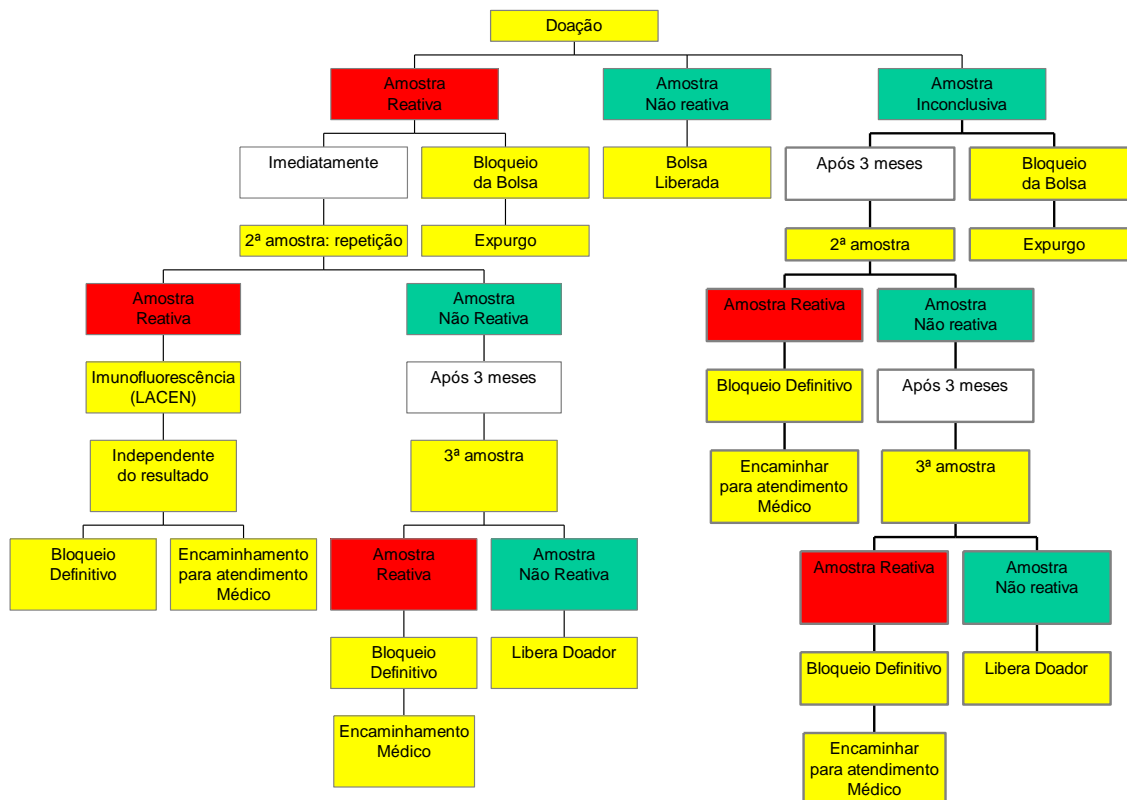 Doação
Amostra
Reativa
Amostra
Não reativa
Amostra
Inconclusiva
Imediatamente
Bloqueio
da Bolsa
Bolsa
Liberada
Após 3 meses
Bloqueio
da Bolsa
2ª amostra: repetição
Expurgo
2ª amostra
Expurgo
Amostra
Reativa
Amostra
Não Reativa
Amostra Reativa
Amostra
Não reativa
Imunofluorescência
(LACEN)
Após 3 meses
Bloqueio Definitivo
Após 3 meses
Independente
do resultado
3ª amostra
Encaminhar
para atendimento
Médico
3ª amostra
Bloqueio
Definitivo
Encaminhamento
para atendimento
Médico
Amostra
Reativa
Amostra
Não Reativa
Amostra Reativa
Amostra
Não reativa
Bloqueio
Definitivo
Libera Doador
Bloqueio Definitivo
Libera Doador
Encaminhamento
Médico
Encaminhar
para atendimento
Médico